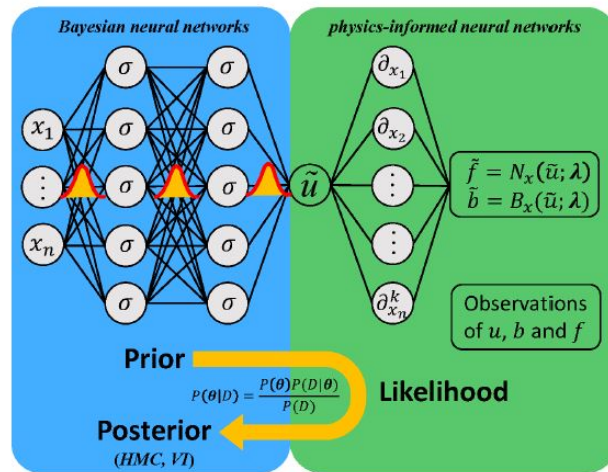 Bayesian neural networks
physics-informed neural networks
x₁
⋮
xₙ
σ
σ
σ
σ
σ
σ
σ
σ
σ
σ
ũ
∂ₓ₁
∂ₓ₂
⋮
⋮
∂ᵏₓₙ
f̃ = Nₓ(ũ; λ)
b̃ = Bₓ(ũ; λ)
Observations
of u, b and f
Prior
P(θ|D) = P(θ)P(D|θ) / P(D)
Likelihood
Posterior
(HMC, VI)